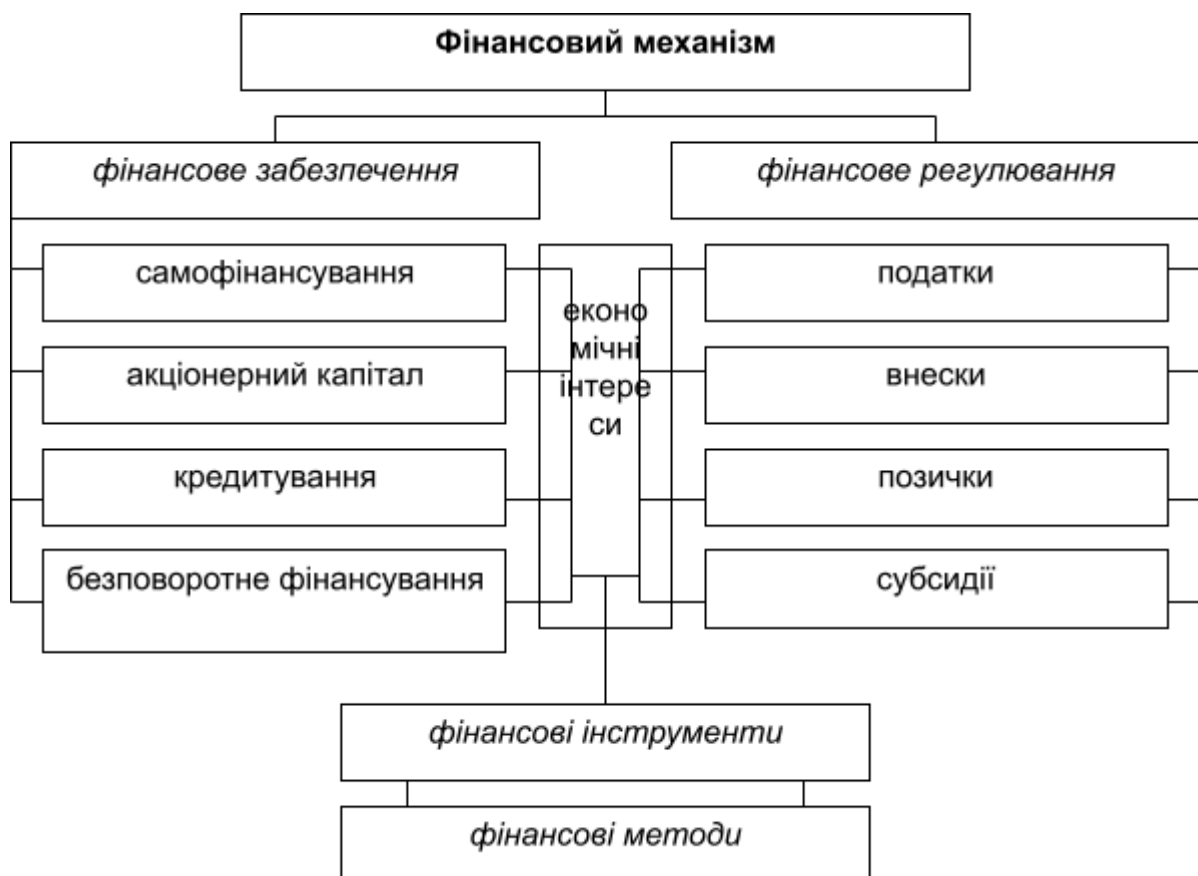 Фінансовий механізм
фінансове забезпечення
фінансове регулювання
самофінансування
акціонерний капітал
кредитування
безповоротне фінансування
еконо
мічні
інтере
си
податки
внески
позички
субсидії
фінансові інструменти
фінансові методи